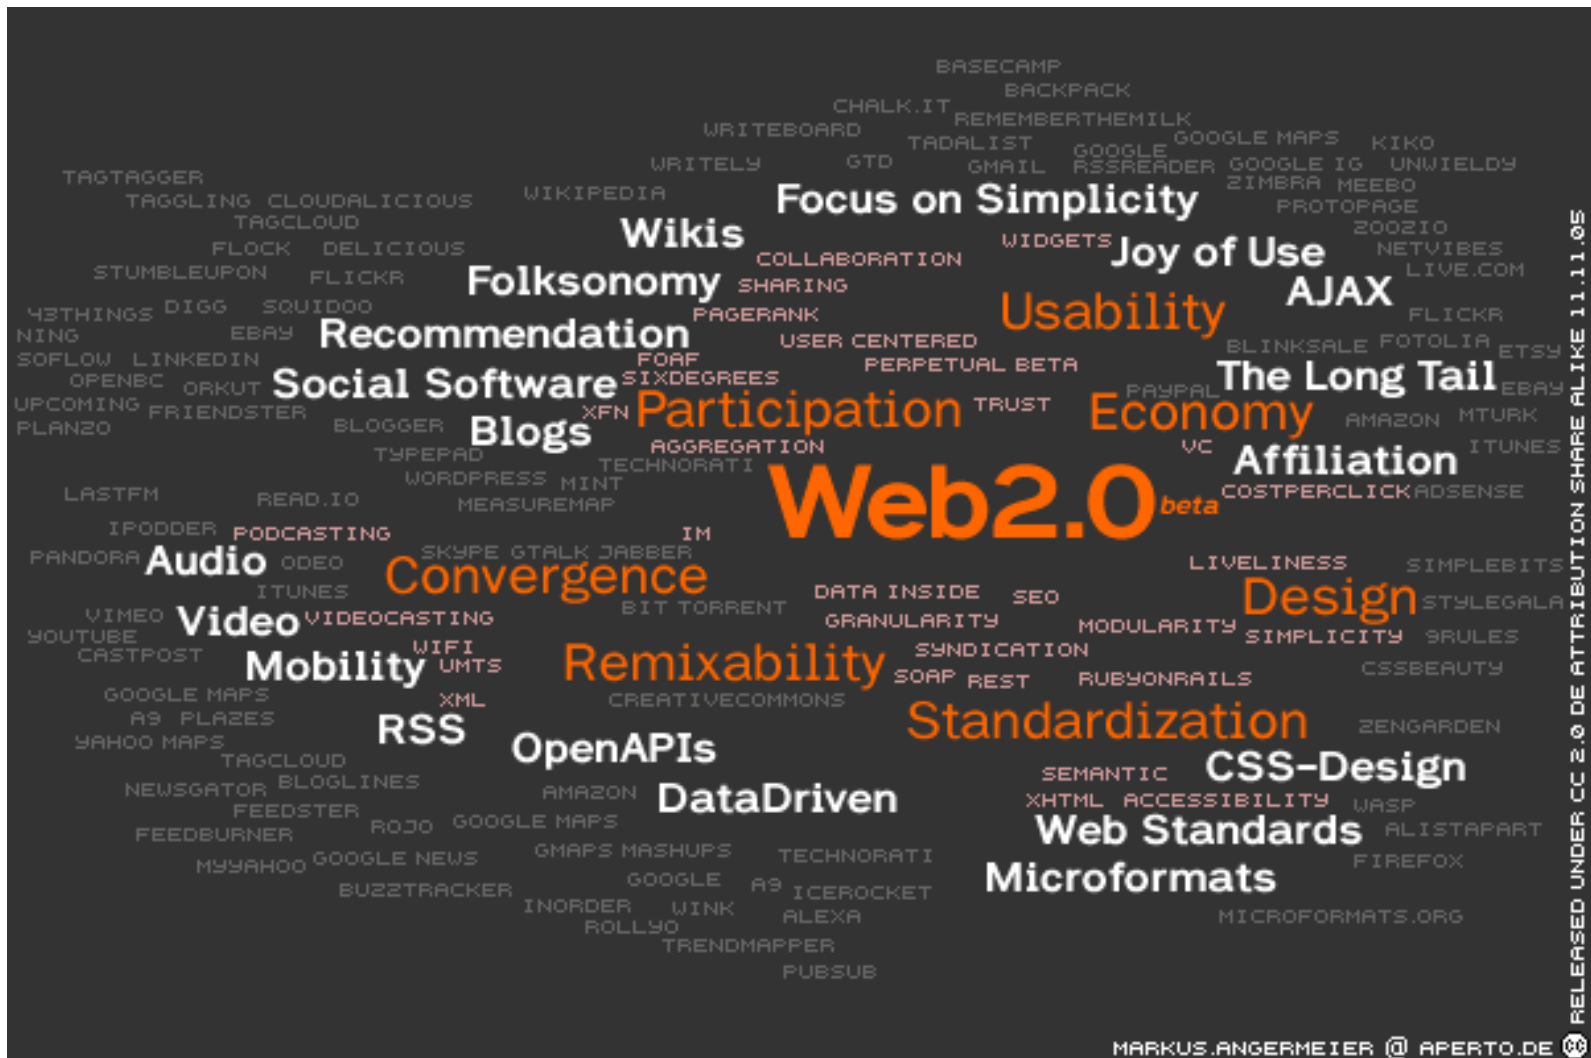 BASECAMP
BACKPACK
CHALK.IT
REMEMBERTHEMILK
WRITEBOARD
TADALIST
GOOGLE MAPS
KIKO
GOOGLE RSSREADER
WRITELY
GTD
GMAIL
GOOGLE IG
UNWIELDY
TAGTAGGER
ZIMBRA
MEEBO
WIKIPEDIA
TAGGLING
CLOUDALICIOUS
Focus on Simplicity
PROTOPAGE
TAGCLOUD
ZOOZIO
Wikis
WIDGETS
Joy of Use
NETVIBES
FLOCK
DELICIOUS
COLLABORATION
LIVE.COM
STUMBLEUPON
FLICKR
Folksonomy
SHARING
AJAX
43THINGS
DIGG
SQUIDOO
PAGERANK
Usability
FLICKR
NING
EBAY
Recommendation
USER CENTERED
BLINKSALE
FOTOLIA
ETSY
SOFLOW
LINKEDIN
FOAF
PERPETUAL BETA
OPENBC
ORKUT
Social Software
SIXDEGREES
PAYPAL
The Long Tail
EBAY
UPCOMING
FRIENDSTER
XFN
Participation
TRUST
Economy
AMAZON
MTURK
PLANZO
BLOGGER
Blogs
AGGREGATION
VC
ITUNES
TYPEPAD
TECHNORATI
Affiliation
WORDPRESS
MINT
LASTFM
READ.IO
MEASUREMAP
Web2.0 beta
COSTPERCLICK
ADSENSE
IPODDER
PODCASTING
IM
PANDORA
Audio
ODEO
SKYPE GTALK JABBER
LIVELINESS
SIMPLEBITS
ITUNES
Convergence
DATA INSIDE
SEO
Design
STYLEGALA
VIMEO
Video
VIDEOCASTING
BIT TORRENT
GRANULARITY
MODULARITY
SIMPLICITY
9RULES
YOUTUBE
CASTPOST
WIFI
SYNDICATION
Mobility
UMTS
Remixability
SOAP
REST
RUBYONRAILS
CSSBEAUTY
GOOGLE MAPS
XML
CREATIVECOMMONS
A9
PLAZES
RSS
Standardization
ZENGARDEN
YAHOO MAPS
OpenAPIs
TAGCLOUD
SEMANTIC
CSS-Design
NEWSGATOR
BLOGLINES
AMAZON
DataDriven
XHTML
ACCESSIBILITY
WASP
FEEDSTER
FEEDBURNER
ROJO
GOOGLE MAPS
Web Standards
ALISTAPART
MYYAHOO
GOOGLE NEWS
GMAPS MASHUPS
TECHNORATI
FIREFOX
BUZZTRACKER
GOOGLE
A9
ICEROCKET
Microformats
INORDER
WINK
ALEXA
MICROFORMATS.ORG
ROLLYO
TRENDMAPPER
PUBSUB
RELEASED UNDER CC 2.0 DE ATTRIBUTION SHARE ALIKE 11.11.05
MARKUS.ANGERMEIER @ APERTO.DE